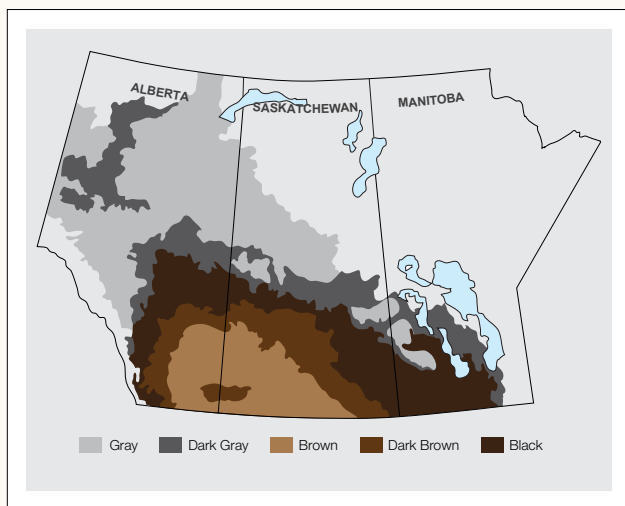 ALBERTA
SASKATCHEWAN
MANITOBA
Gray Dark Gray Brown Dark Brown Black